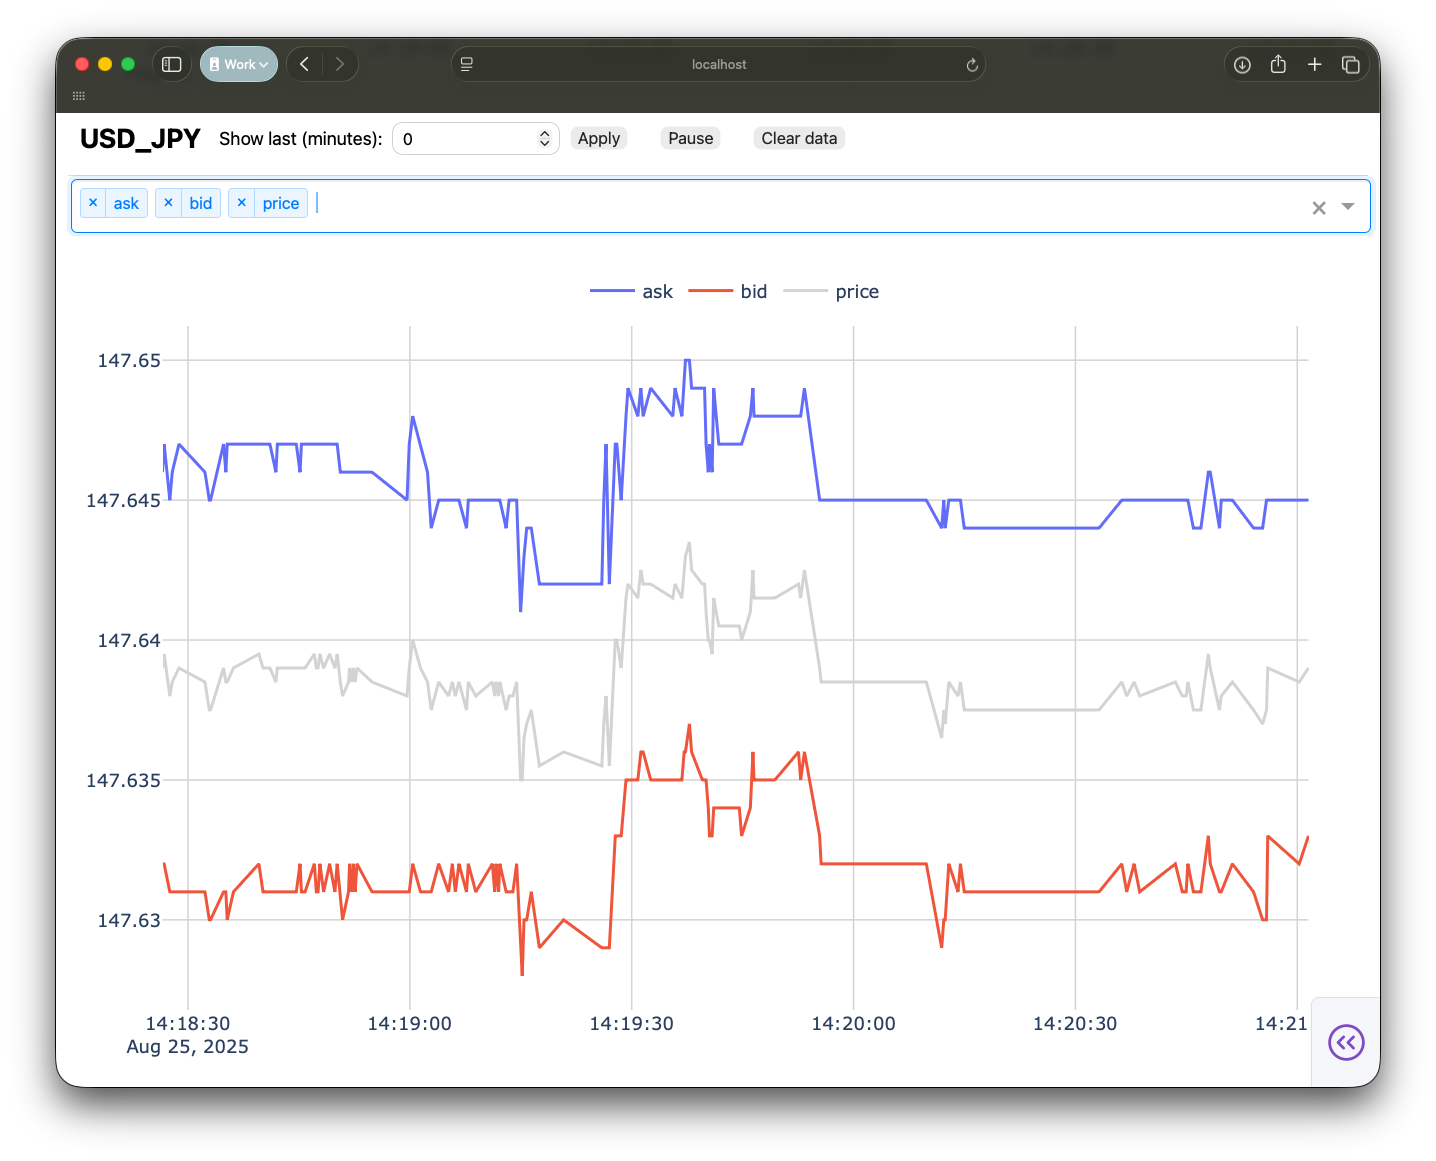 Work
localhost
USD_JPY Show last (minutes): 0 Apply Pause Clear data
× ask × bid × price
ask bid price
147.65
147.645
147.64
147.635
147.63
14:18:30 14:19:00 14:19:30 14:20:00 14:20:30 14:21
Aug 25, 2025